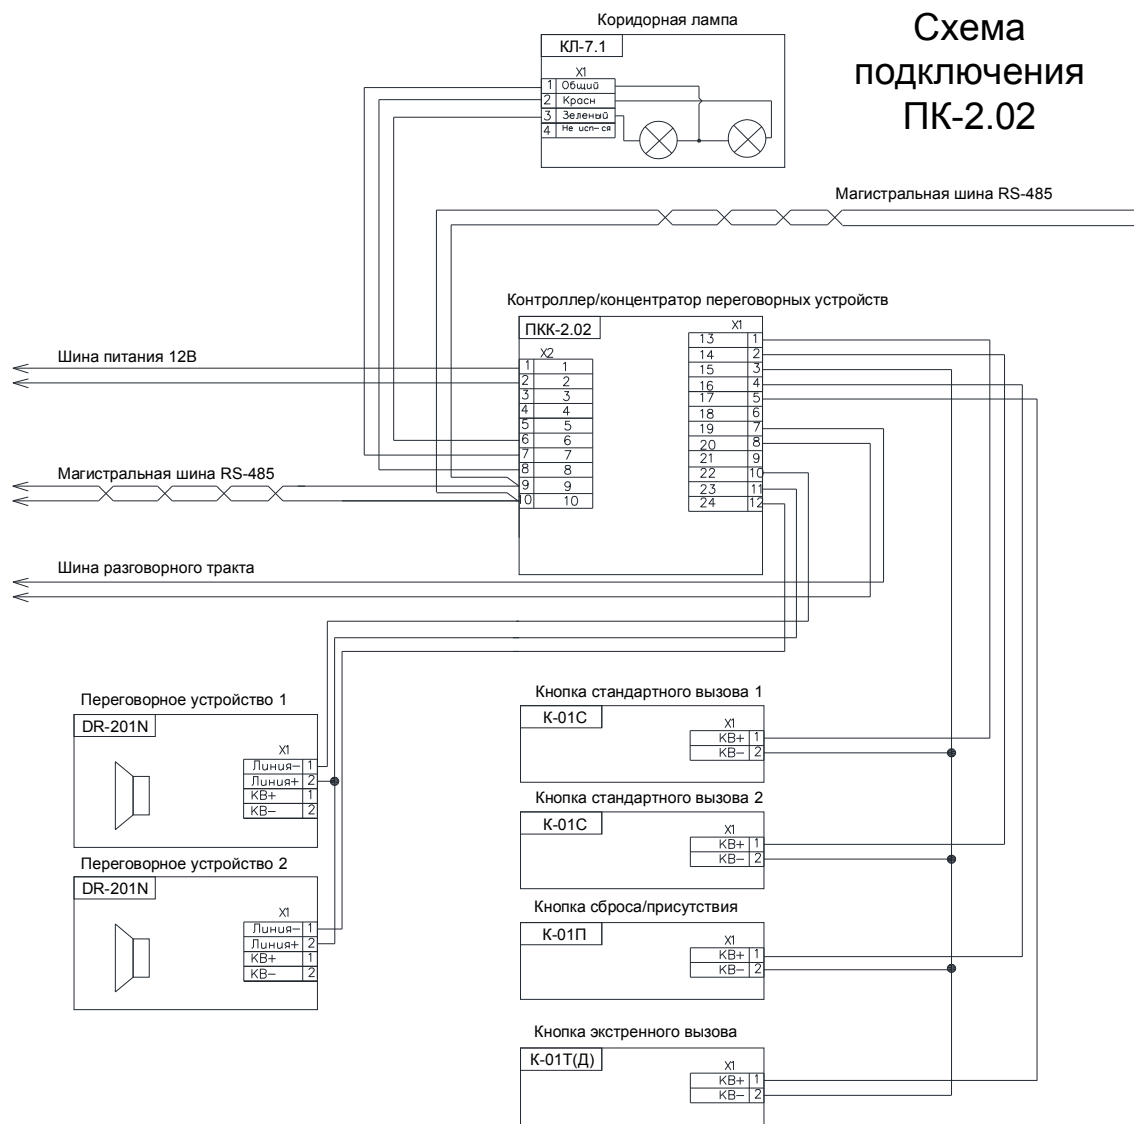 Коридорная лампа
Схема
подключения
ПК-2.02
КЛ-7.1
X1
1 Общий
2 Красн
3 Зеленый
4 Не исп-ся
Магистральная шина RS-485
Контроллер/концентратор переговорных устройств
ПКК-2.02
X2
1 1
2 2
3 3
4 4
5 5
6 6
7 7
8 8
9 9
10 10
X1
13 1
14 2
15 3
16 4
17 5
18 6
19 7
20 8
21 9
22 10
23 11
24 12
Шина питания 12В
Магистральная шина RS-485
Шина разговорного тракта
Переговорное устройство 1
DR-201N
X1
Линия- 1
Линия+ 2
КВ+ 1
КВ- 2
Переговорное устройство 2
DR-201N
X1
Линия- 1
Линия+ 2
КВ+ 1
КВ- 2
Кнопка стандартного вызова 1
К-01С
X1
КВ+ 1
КВ- 2
Кнопка стандартного вызова 2
К-01С
X1
КВ+ 1
КВ- 2
Кнопка сброса/присутствия
К-01П
X1
КВ+ 1
КВ- 2
Кнопка экстренного вызова
К-01Т(Д)
X1
КВ+ 1
КВ- 2